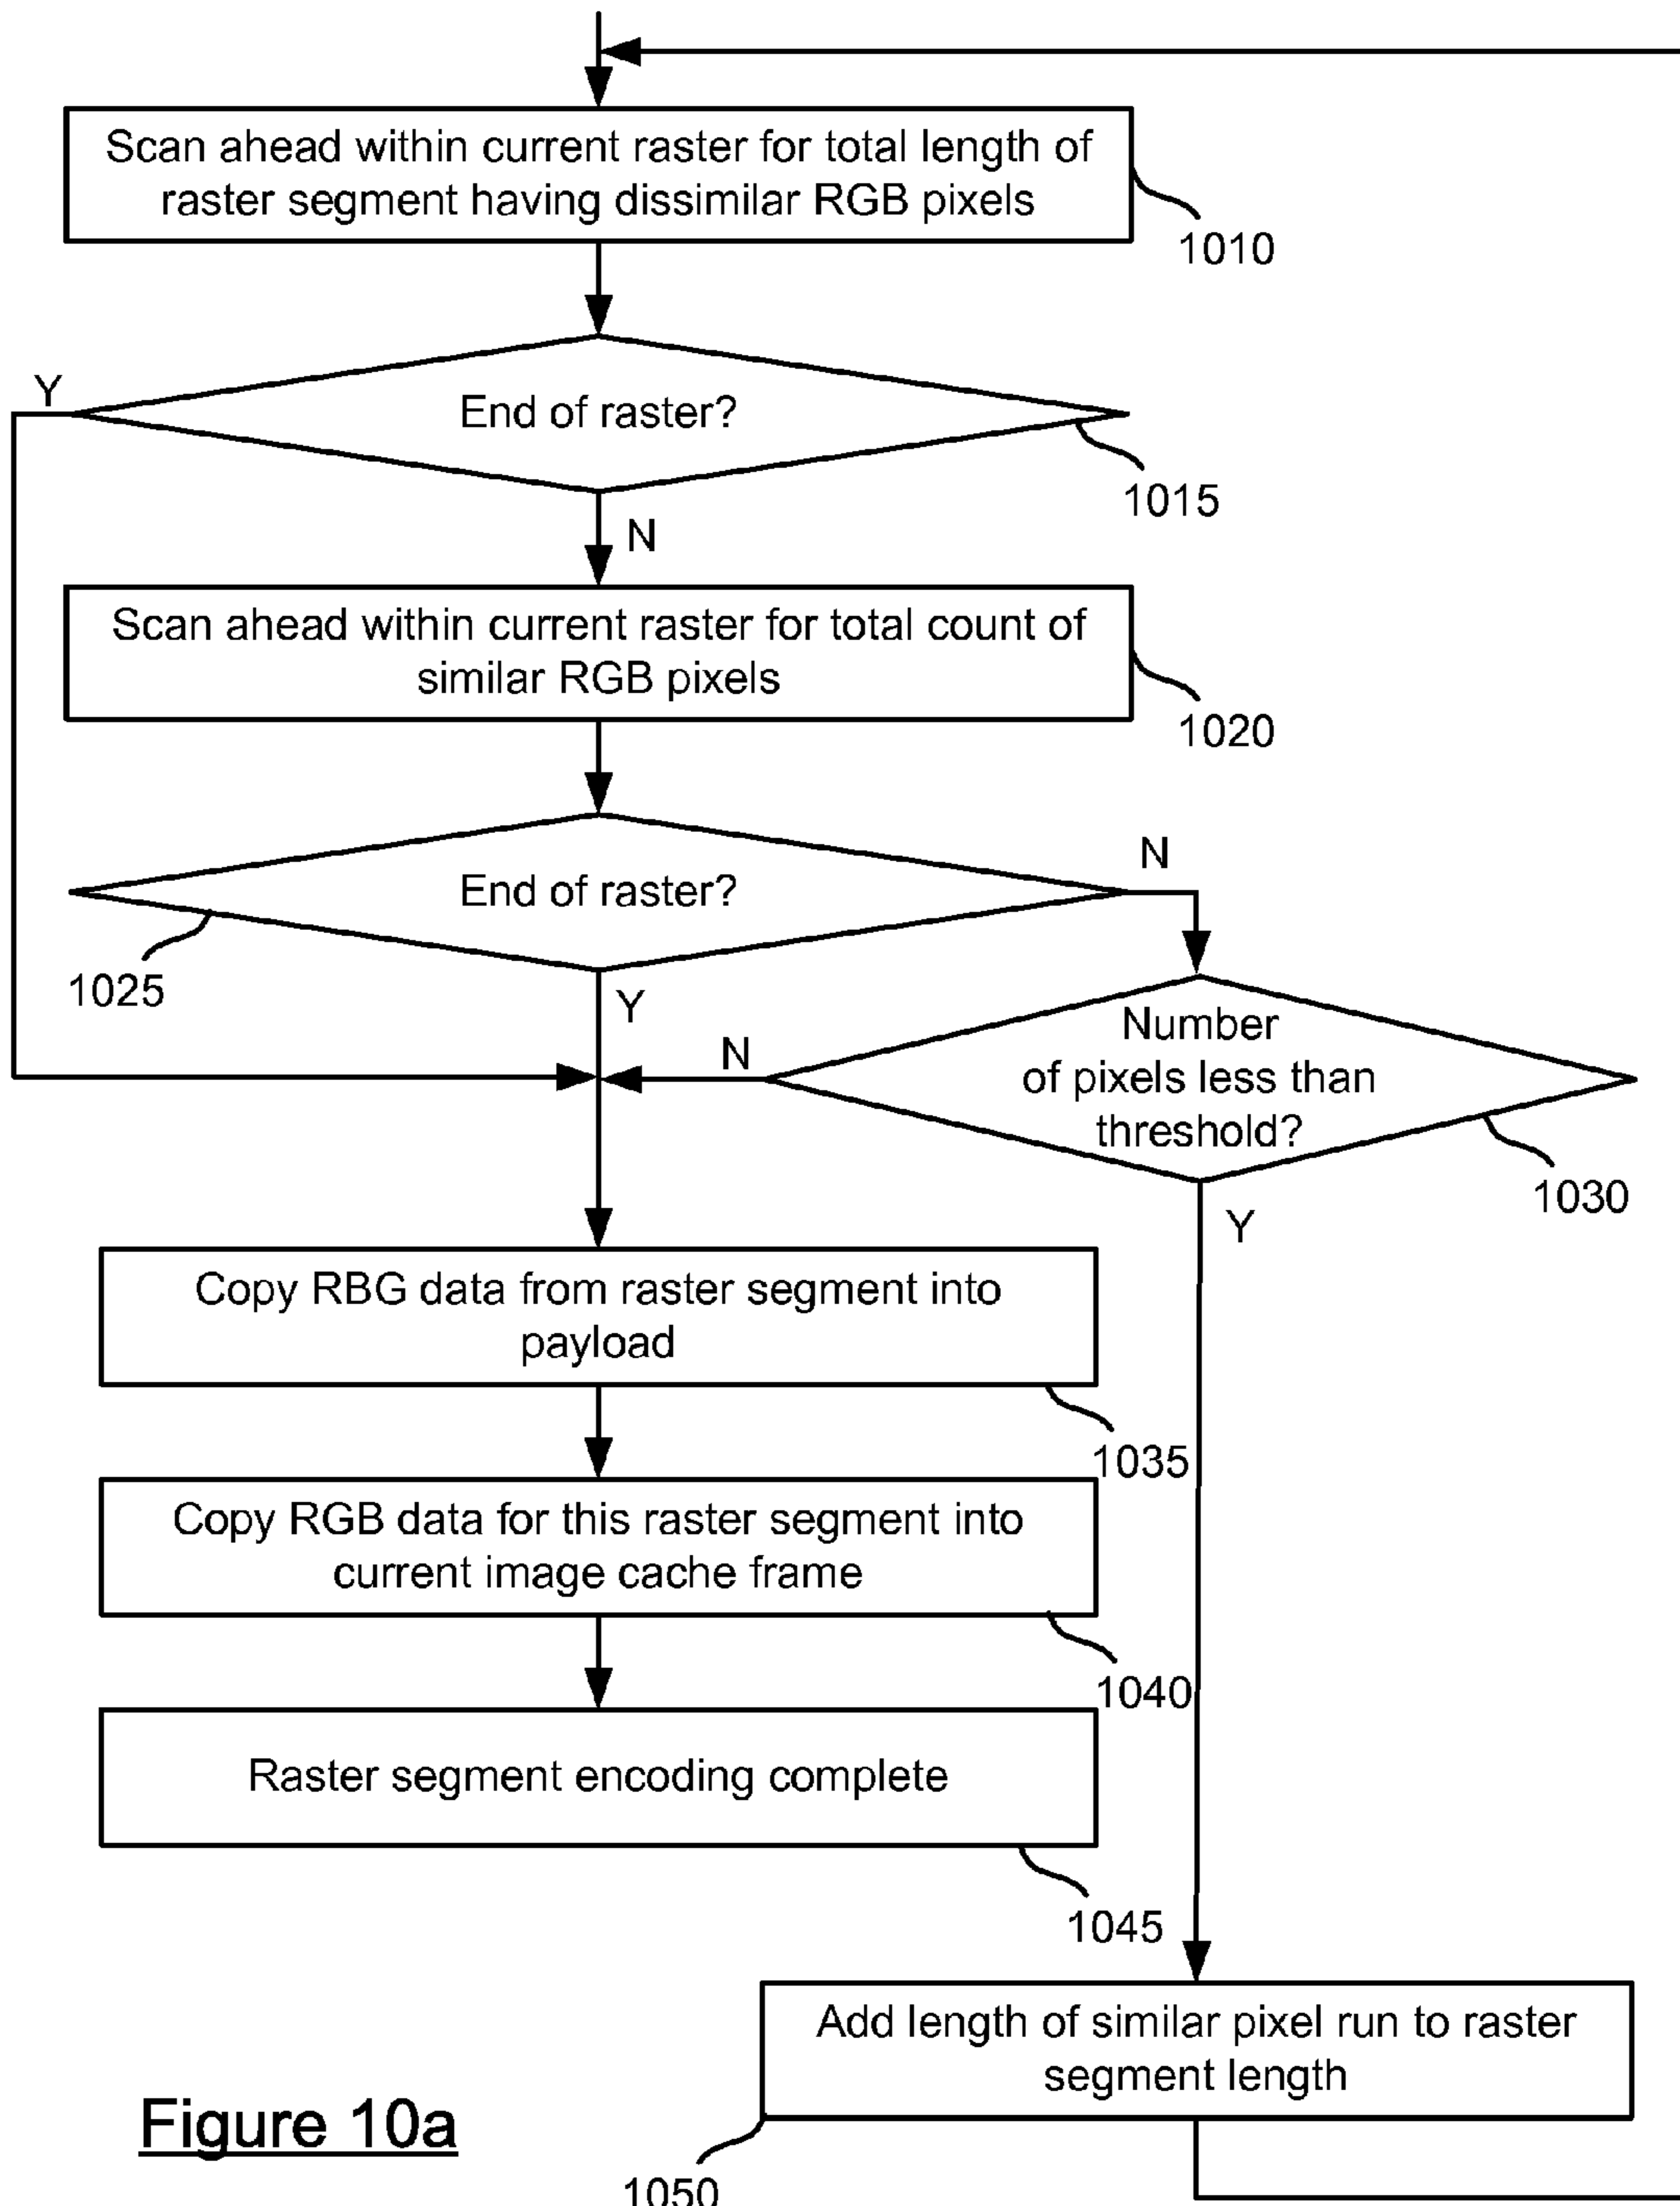 Scan ahead within current raster for total length of
raster segment having dissimilar RGB pixels
1010
Y
End of raster?
1015
N
Scan ahead within current raster for total count of
similar RGB pixels
1020
N
End of raster?
1025
Y
Number
of pixels less than
threshold?
N
1030
Y
Copy RBG data from raster segment into
payload
1035
Copy RGB data for this raster segment into
current image cache frame
1040
Raster segment encoding complete
1045
Add length of similar pixel run to raster
segment length
1050
Figure 10a